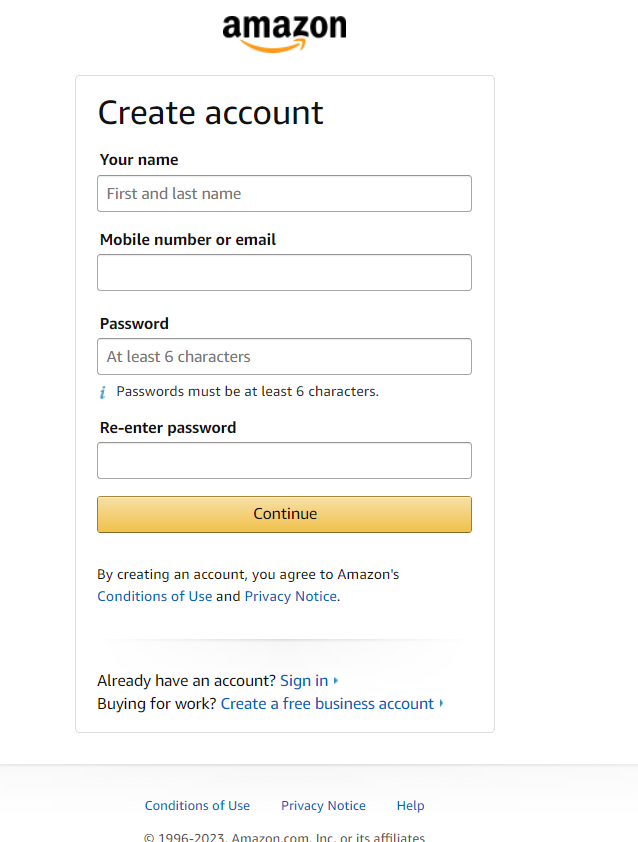 amazon
Create account
Your name
First and last name
Mobile number or email
Password
At least 6 characters
i Passwords must be at least 6 characters.
Re-enter password
Continue
By creating an account, you agree to Amazon's
Conditions of Use and Privacy Notice.
Already have an account? Sign in
Buying for work? Create a free business account
Conditions of Use Privacy Notice Help
© 1996-2023, Amazon.com, Inc. or its affiliates